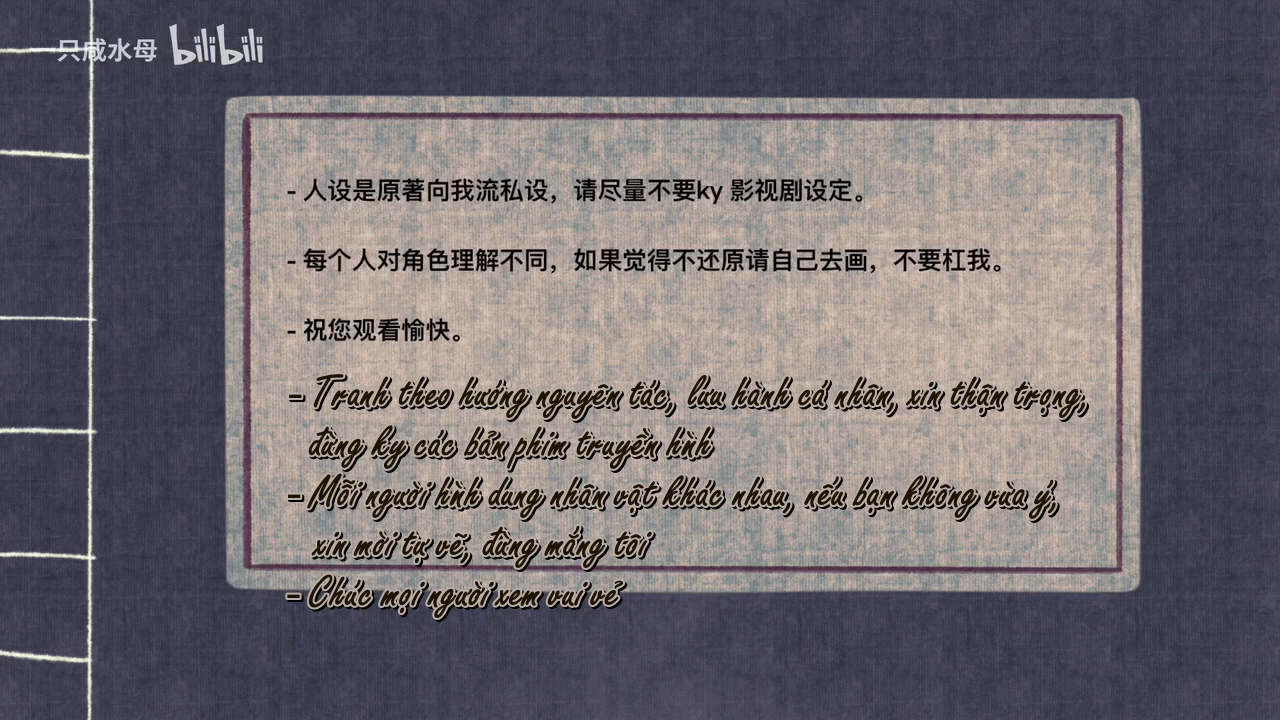 一只咸水母 bilibili
- 人设是原著向我流私设，请尽量不要ky 影视剧设定。
- 每个人对角色理解不同，如果觉得不还原请自己去画，不要杠我。
- 祝您观看愉快。
- Tranh theo hướng nguyên tác, lưu hành cá nhân, xin thận trọng,
đừng ky các bản phim truyền hình
- Mỗi người hình dung nhân vật khác nhau, nếu bạn không vừa ý,
xin mời tự vẽ, đừng mắng tôi
- Chúc mọi người xem vui vẻ